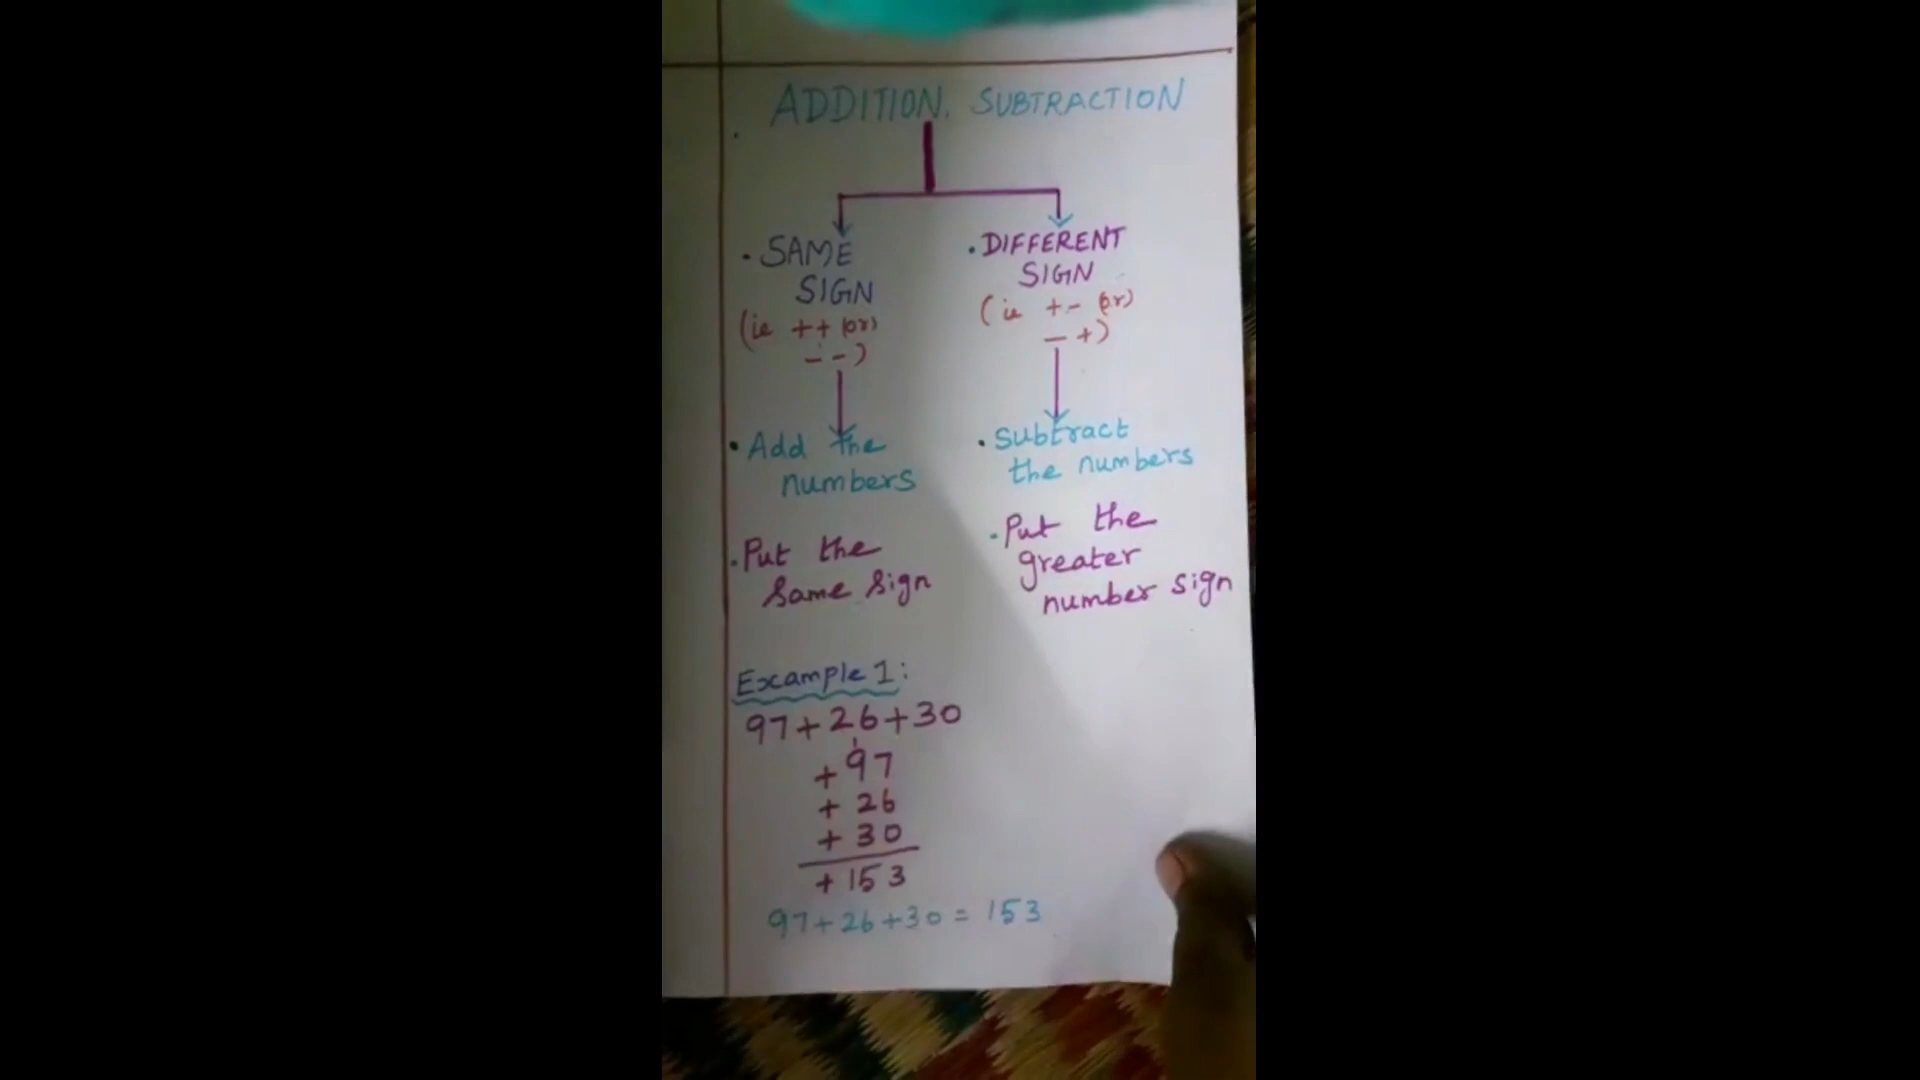 ADDITION, SUBTRACTION
. SAME
SIGN
(ie ++ (or)
- -)
. Add the
numbers
. Put the
same sign
. DIFFERENT
SIGN
(ie +- (or)
- +)
. Subtract
the numbers
. Put the
greater
number sign
Example 1:
97+26+30
1
+ 97
+ 26
+ 30
+ 153
97+26+30 = 153